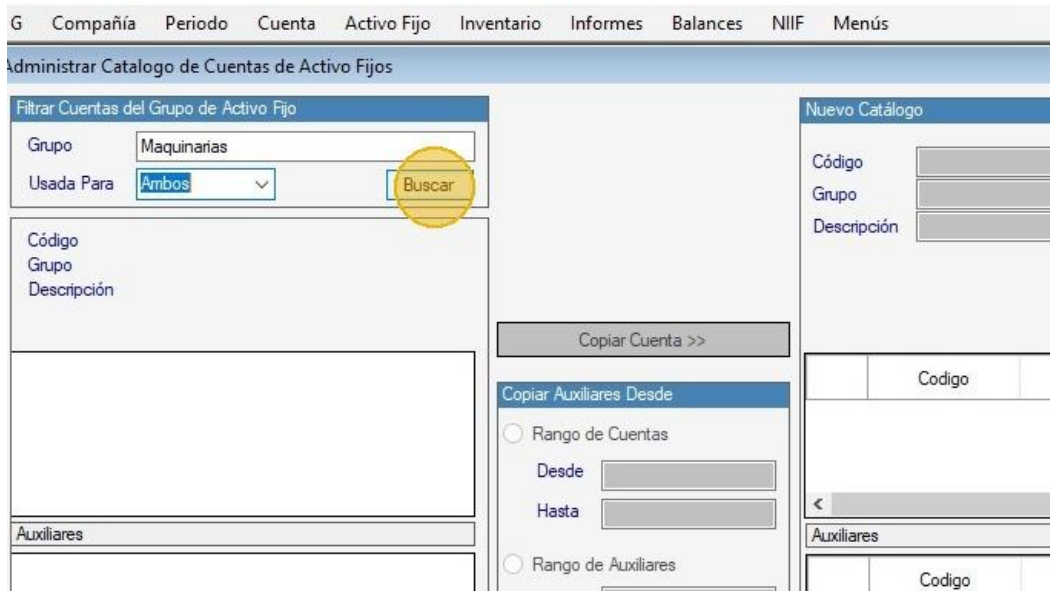 G Compañía Periodo Cuenta Activo Fijo Inventario Informes Balances NIIF Menús
Administrar Catalogo de Cuentas de Activo Fijos
Filtrar Cuentas del Grupo de Activo Fijo
Grupo Maquinarias
Usada Para Ambos Buscar
Código
Grupo
Descripción
Auxiliares
Copiar Cuenta >>
Copiar Auxiliares Desde
Rango de Cuentas
Desde
Hasta
Rango de Auxiliares
Nuevo Catálogo
Código
Grupo
Descripción
Codigo
Auxiliares
Codigo